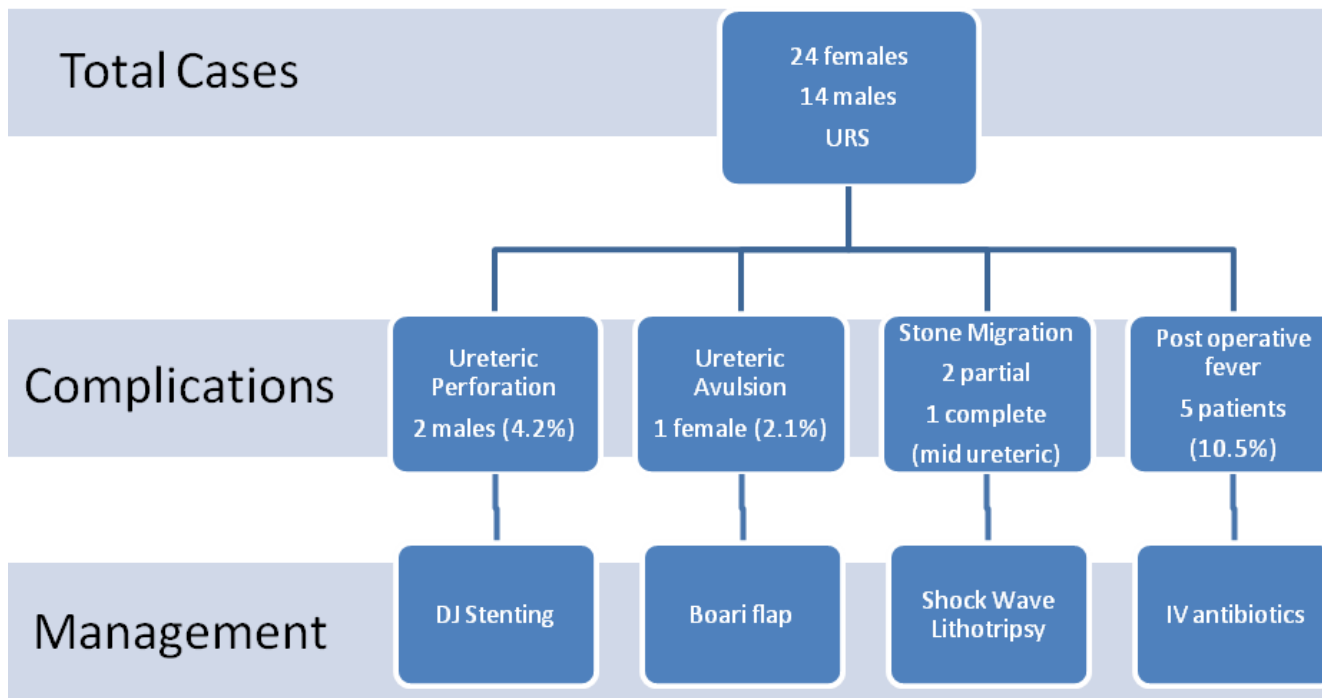 Total Cases
24 females
14 males
URS
Complications
Ureteric
Perforation
2 males (4.2%)
Ureteric
Avulsion
1 female (2.1%)
Stone Migration
2 partial
1 complete
(mid ureteric)
Post operative
fever
5 patients
(10.5%)
Management
DJ Stenting
Boari flap
Shock Wave
Lithotripsy
IV antibiotics